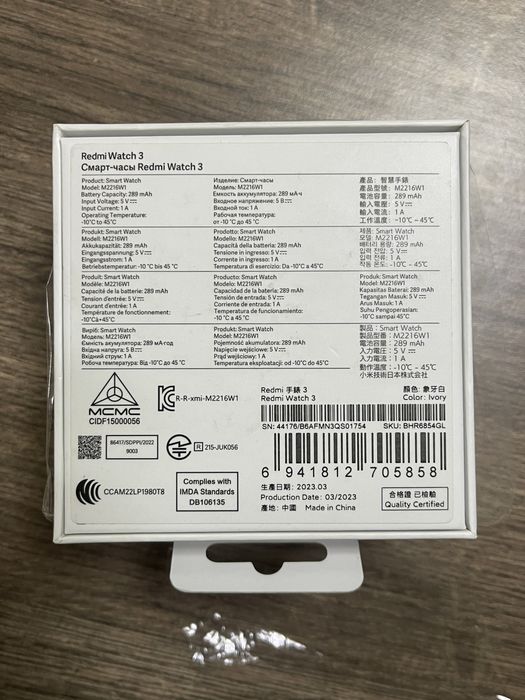 Redmi Watch 3
Смарт-часы Redmi Watch 3
Product: Smart Watch
Model: M2216W1
Battery Capacity: 289 mAh
Input Voltage: 5 V⎓
Input Current: 1 A
Operating Temperature:
-10°C to 45°C
Изделие: Смарт-часы
Модель: M2216W1
Емкость аккумулятора: 289 мА·ч
Входное напряжение: 5 В⎓
Входной ток: 1 А
Рабочая температура:
от -10 °C до 45 °C
產品：智慧手錶
產品型號：M2216W1
電池容量：289 mAh
輸入電壓：5 V⎓
輸入電流：1 A
工作溫度：-10°C ~ 45°C
Produkt: Smart Watch
Modell: M2216W1
Akkukapazität: 289 mAh
Eingangsspannung: 5 V⎓
Eingangsstrom: 1 A
Betriebstemperatur: -10 °C bis 45 °C
Prodotto: Smart Watch
Modello: M2216W1
Capacità della batteria: 289 mAh
Tensione in ingresso: 5 V⎓
Corrente in ingresso: 1 A
Temperatura di esercizio: Da -10°C a 45°C
제품: Smart Watch
모델: M2216W1
배터리 용량: 289 mAh
입력 전압: 5 V⎓
입력 전류: 1 A
작동 온도: -10°C ~ 45°C
Produit: Smart Watch
Modèle: M2216W1
Capacité de la batterie: 289 mAh
Tension d'entrée: 5 V⎓
Courant d'entrée: 1 A
Température de fonctionnement:
-10°C à + 45°C
Producto: Smart Watch
Modelo: M2216W1
Capacidad de la batería: 289 mAh
Tensión de entrada: 5 V⎓
Corriente de entrada: 1 A
Temperatura de funcionamiento:
-10 °C a 45 °C
Produk: Smart Watch
Model: M2216W1
Kapasitas Baterai: 289 mAh
Tegangan Masuk: 5 V⎓
Arus Masuk: 1 A
Suhu Pengoperasian:
-10°C sampai 45°C
Виріб: Smart Watch
Модель: M2216W1
Ємність акумулятора: 289 мА·год
Вхідна напруга: 5 В⎓
Вхідний струм: 1 А
Робоча температура: Від -10°C до 45 °C
Produkt: Smart Watch
Model: M2216W1
Pojemność akumulatora: 289 mAh
Napięcie wejściowe: 5 V⎓
Prąd wejściowy: 1 A
Temperatura eksploatacji: od -10°C do 45°C
製品：Smart Watch
製品型番：M2216W1
電池容量：289 mAh
入力電圧：5 V⎓
入力電流：1 A
動作温度：-10°C ~ 45°C
小米技術日本株式会社
MCMC
CIDF15000056
R-R-xmi-M2216W1
Redmi 手錶 3
Redmi Watch 3
顏色：象牙白
Color: Ivory
SN: 44176/B6AFMN3QS01754
SKU: BHR6854GL
86417/SDPPI/2022
9003
R 215-JUK056
6 941812 705858
CCAM22LP1980T8
Complies with
IMDA Standards
DB106135
生產日期：2023.03
Production Date: 03/2023
產地：中國 Made in China
合格證 已檢驗
Quality Certified